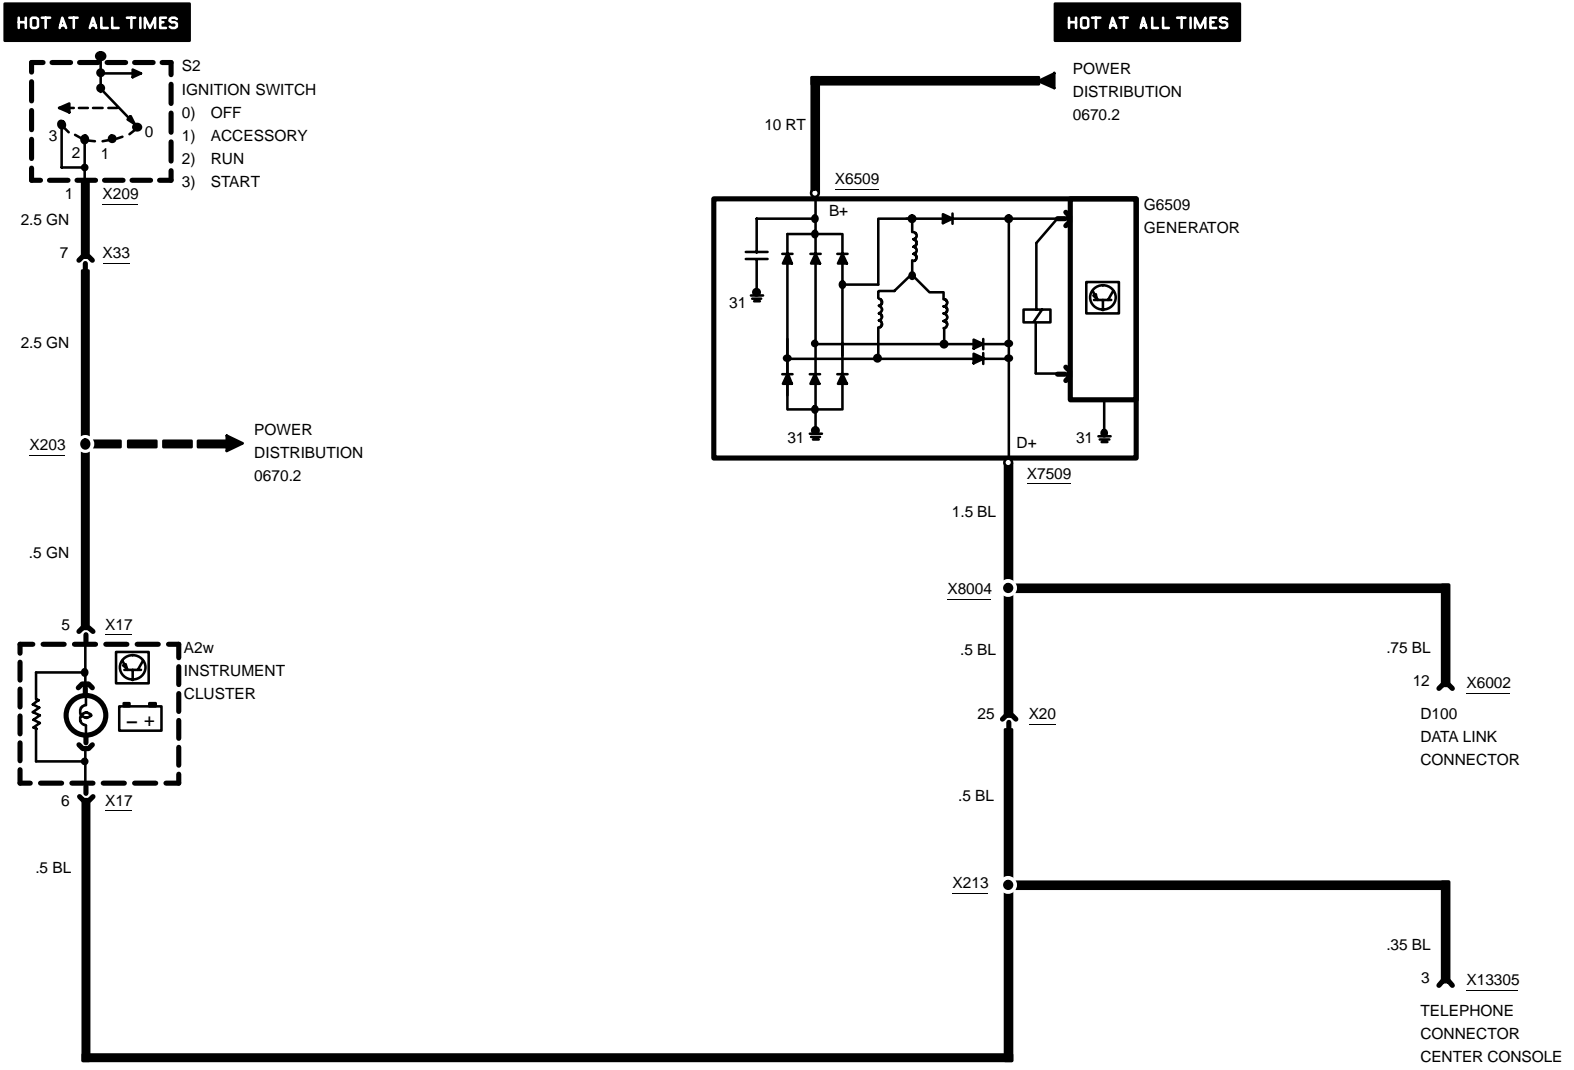 HOT AT ALL TIMES
S2
IGNITION SWITCH
0) OFF
1) ACCESSORY
2) RUN
3) START
3
2
1
0
1 X209
2.5 GN
7 X33
2.5 GN
X203
POWER
DISTRIBUTION
0670.2
.5 GN
5 X17
A2w
INSTRUMENT
CLUSTER
– +
6 X17
.5 BL
HOT AT ALL TIMES
POWER
DISTRIBUTION
0670.2
10 RT
X6509
B+
G6509
GENERATOR
31
31
D+
31
X7509
1.5 BL
X8004
.5 BL
.75 BL
12 X6002
D100
DATA LINK
CONNECTOR
25 X20
.5 BL
X213
.35 BL
3 X13305
TELEPHONE
CONNECTOR
CENTER CONSOLE